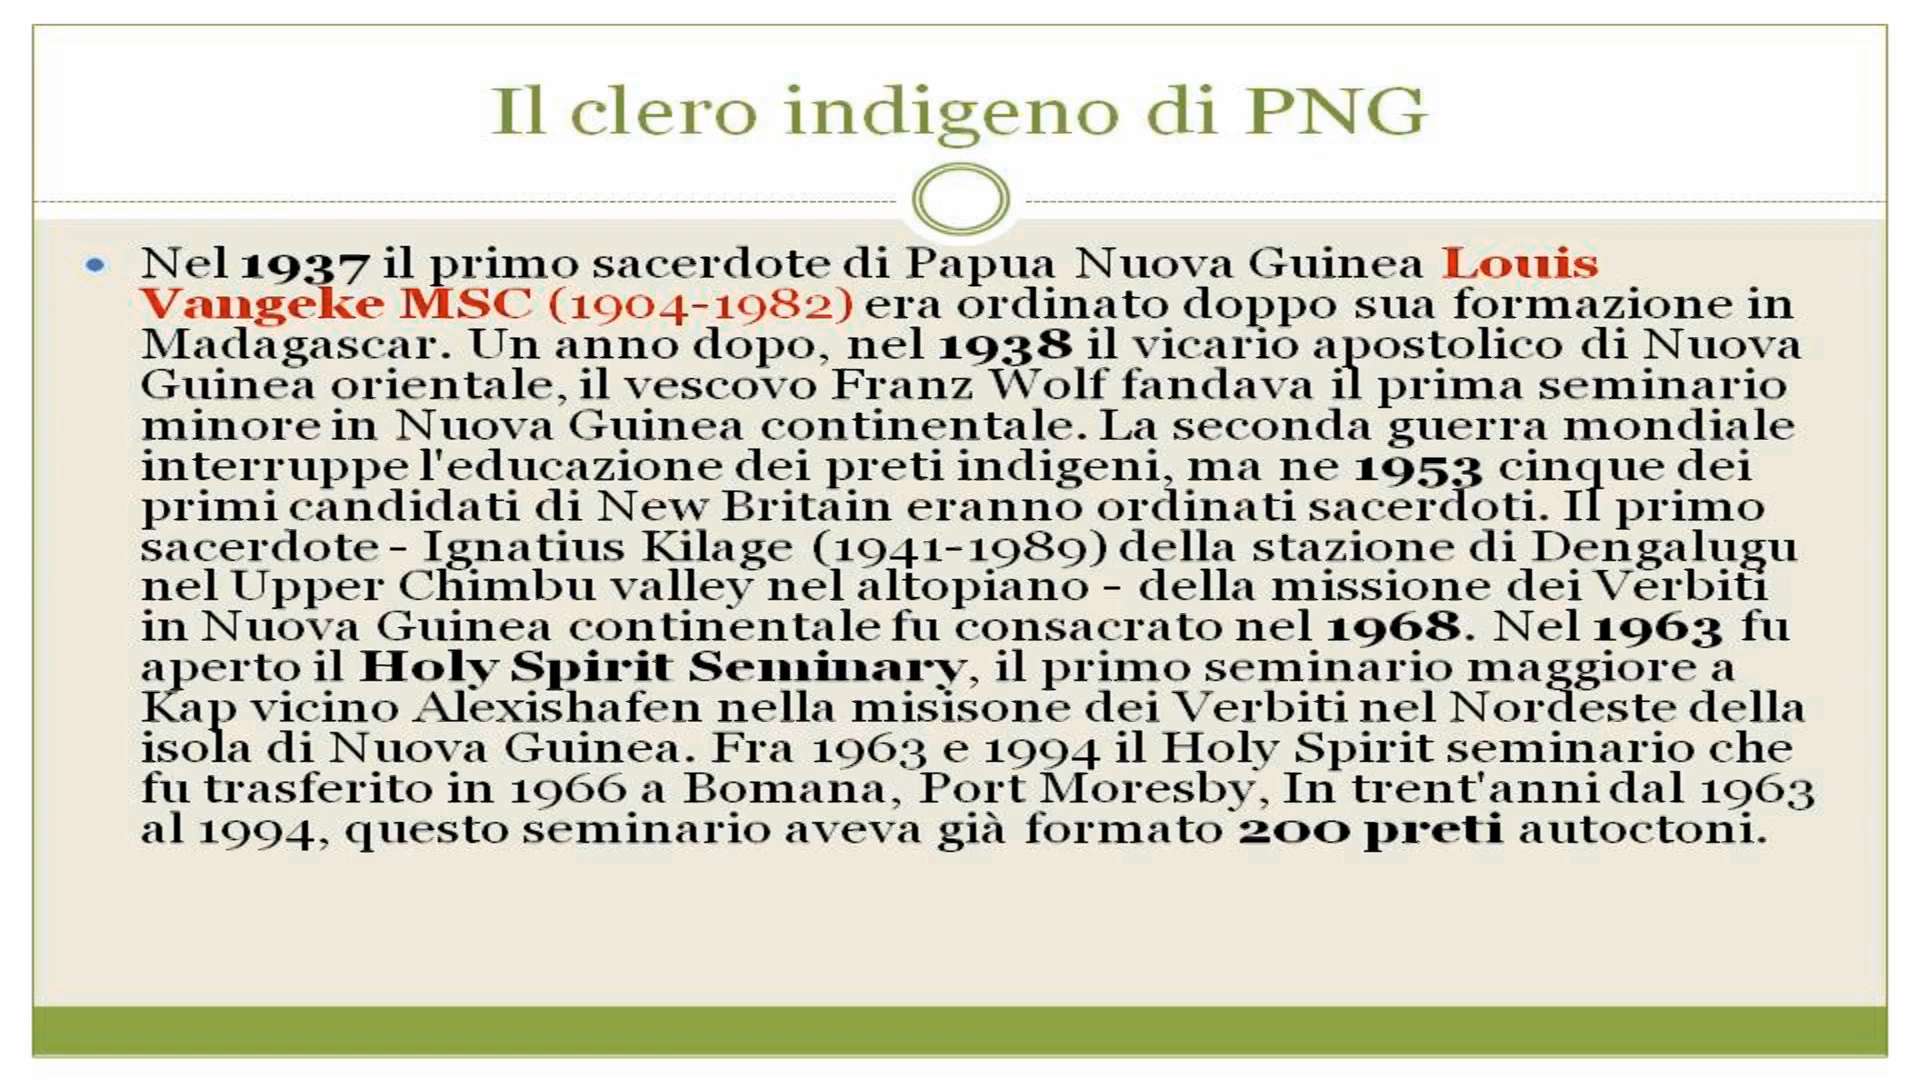 Il clero indigeno di PNG
• Nel 1937 il primo sacerdote di Papua Nuova Guinea Louis
Vangeke MSC (1904-1982) era ordinato doppo sua formazione in
Madagascar. Un anno dopo, nel 1938 il vicario apostolico di Nuova
Guinea orientale, il vescovo Franz Wolf fandava il prima seminario
minore in Nuova Guinea continentale. La seconda guerra mondiale
interruppe l'educazione dei preti indigeni, ma ne 1953 cinque dei
primi candidati di New Britain eranno ordinati sacerdoti. Il primo
sacerdote - Ignatius Kilage (1941-1989) della stazione di Dengalugu
nel Upper Chimbu valley nel altopiano - della missione dei Verbiti
in Nuova Guinea continentale fu consacrato nel 1968. Nel 1963 fu
aperto il Holy Spirit Seminary, il primo seminario maggiore a
Kap vicino Alexishafen nella misisone dei Verbiti nel Nordeste della
isola di Nuova Guinea. Fra 1963 e 1994 il Holy Spirit seminario che
fu trasferito in 1966 a Bomana, Port Moresby, In trent'anni dal 1963
al 1994, questo seminario aveva già formato 200 preti autoctoni.